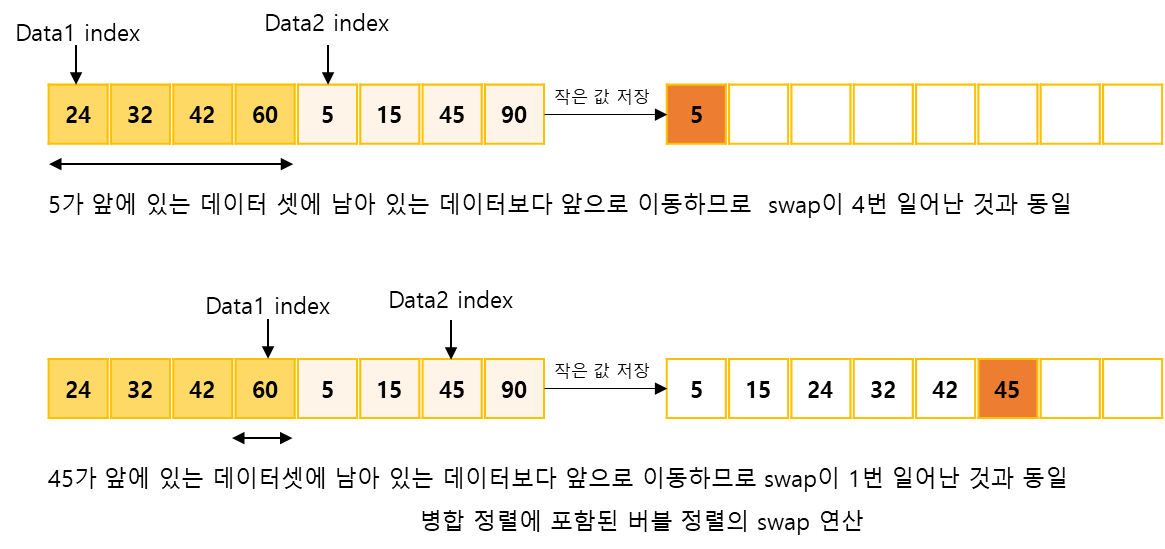 Data1 index
Data2 index
24 32 42 60 5 15 45 90 작은 값 저장 5
5가 앞에 있는 데이터 셋에 남아 있는 데이터보다 앞으로 이동하므로 swap이 4번 일어난 것과 동일
Data1 index
Data2 index
24 32 42 60 5 15 45 90 작은 값 저장 5 15 24 32 42 45
45가 앞에 있는 데이터셋에 남아 있는 데이터보다 앞으로 이동하므로 swap이 1번 일어난 것과 동일
병합 정렬에 포함된 버블 정렬의 swap 연산